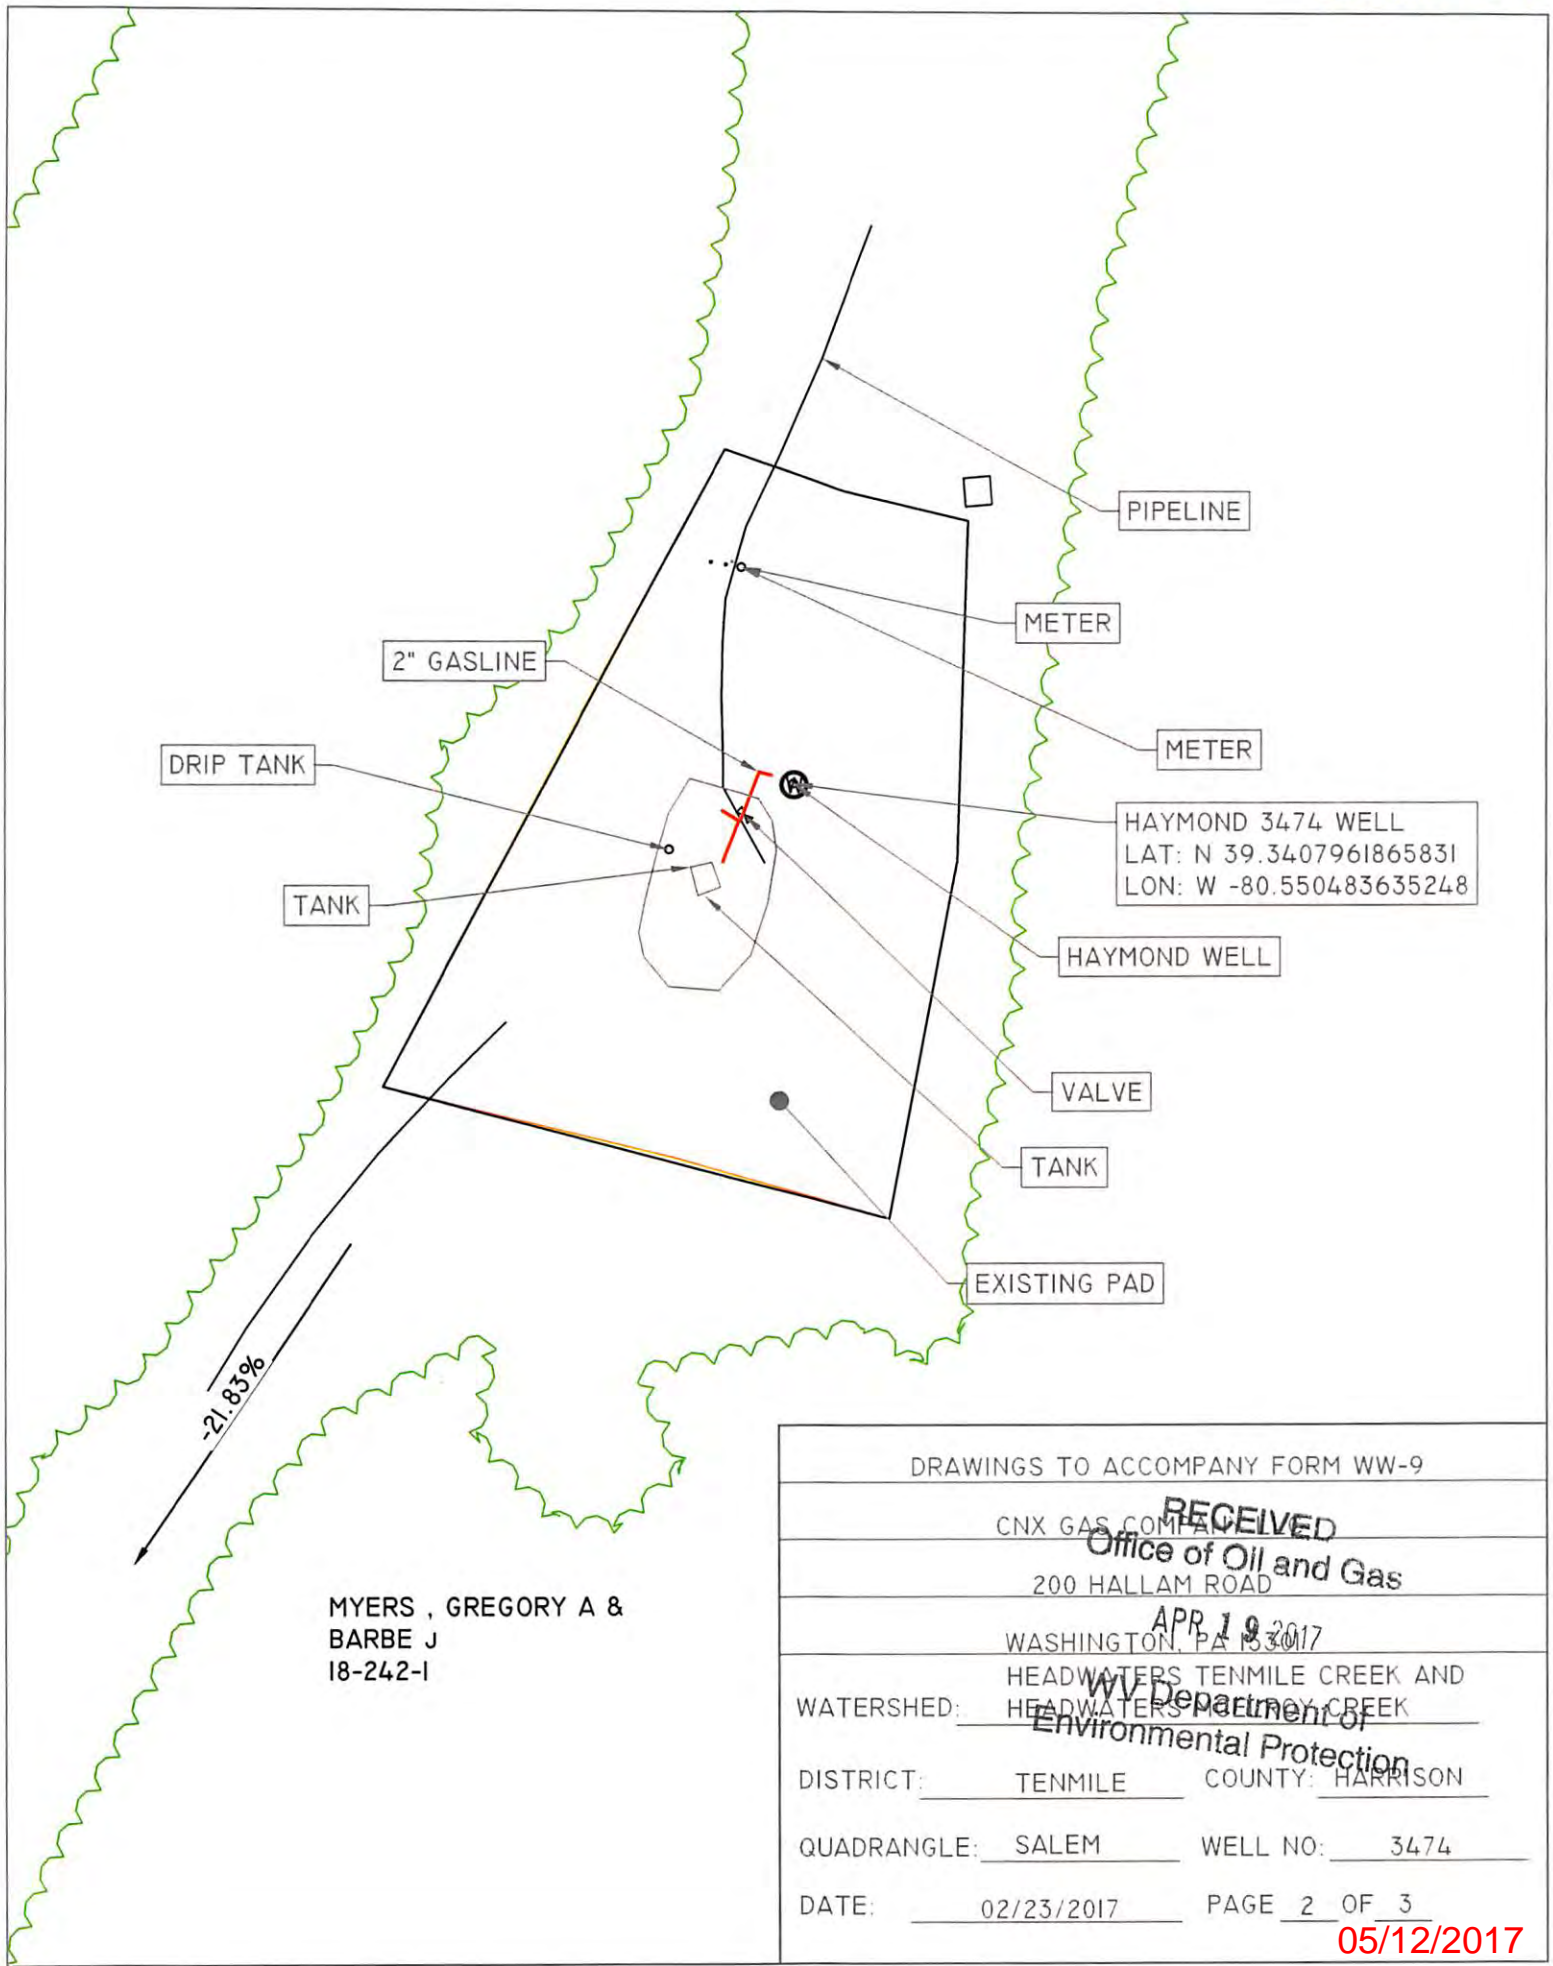 PIPELINE
METER
2" GASLINE
METER
DRIP TANK
HAYMOND 3474 WELL
LAT: N 39.3407961865831
LON: W -80.550483635248
TANK
HAYMOND WELL
VALVE
TANK
EXISTING PAD
-21.83%
MYERS , GREGORY A &
BARBE J
18-242-1
DRAWINGS TO ACCOMPANY FORM WW-9
CNX GAS COMPANY LLC
RECEIVED
Office of Oil and Gas
200 HALLAM ROAD
APR 19 2017
WASHINGTON, PA 15301
HEADWATERS TENMILE CREEK AND
WATERSHED: HEADWATERS MCELROY CREEK
WV Department of
Environmental Protection
DISTRICT: TENMILE COUNTY: HARRISON
QUADRANGLE: SALEM WELL NO: 3474
DATE: 02/23/2017 PAGE 2 OF 3
05/12/2017